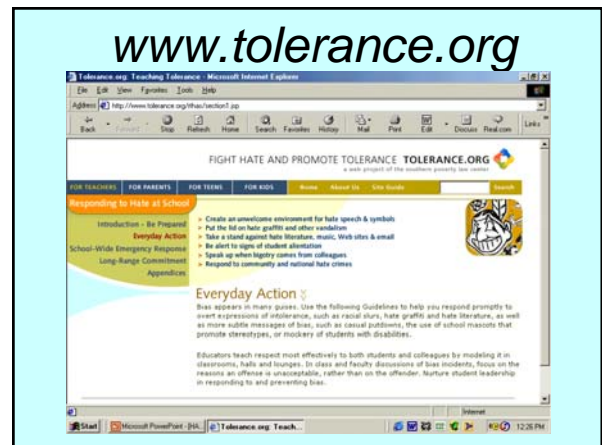 www.tolerance.org
Tolerance.org: Teaching Tolerance - Microsoft Internet Explorer
File Edit View Favorites Tools Help
Address http://www.tolerance.org/rthas/section1.jsp
Back Forward Stop Refresh Home Search Favorites History Mail Print Edit Discuss Real.com Links »
FIGHT HATE AND PROMOTE TOLERANCE TOLERANCE.ORG
a web project of the southern poverty law center
FOR TEACHERS FOR PARENTS FOR TEENS FOR KIDS Home About Us Site Guide Search
Responding to Hate at School
Introduction - Be Prepared
Everyday Action
School-Wide Emergency Response
Long-Range Commitment
Appendices
> Create an unwelcome environment for hate speech & symbols
> Put the lid on hate graffiti and other vandalism
> Take a stand against hate literature, music, Web sites & email
> Be alert to signs of student alientation
> Speak up when bigotry comes from colleagues
> Respond to community and national hate crimes
Everyday Action
Bias appears in many guises. Use the following Guidelines to help you respond promptly to
overt expressions of intolerance, such as racial slurs, hate graffiti and hate literature, as well
as more subtle messages of bias, such as casual putdowns, the use of school mascots that
promote stereotypes, or mockery of students with disabilities.
Educators teach respect most effectively to both students and colleagues by modeling it in
classrooms, halls and lounges. In class and faculty discussions of bias incidents, focus on the
reasons an offense is unacceptable, rather than on the offender. Nurture student leadership
in responding to and preventing bias.
Internet
Start Microsoft PowerPoint - [HA... Tolerance.org: Teach... 12:26 PM